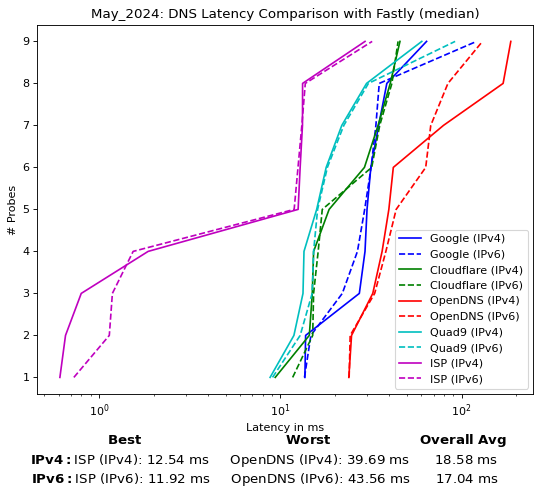 May_2024: DNS Latency Comparison with Fastly (median)
# Probes
9
8
7
6
5
4
3
2
1
Google (IPv4)
Google (IPv6)
Cloudflare (IPv4)
Cloudflare (IPv6)
OpenDNS (IPv4)
OpenDNS (IPv6)
Quad9 (IPv4)
Quad9 (IPv6)
ISP (IPv4)
ISP (IPv6)
10⁰ 10¹ 10²
Latency in ms
Best Worst Overall Avg
IPv4: ISP (IPv4): 12.54 ms OpenDNS (IPv4): 39.69 ms 18.58 ms
IPv6: ISP (IPv6): 11.92 ms OpenDNS (IPv6): 43.56 ms 17.04 ms